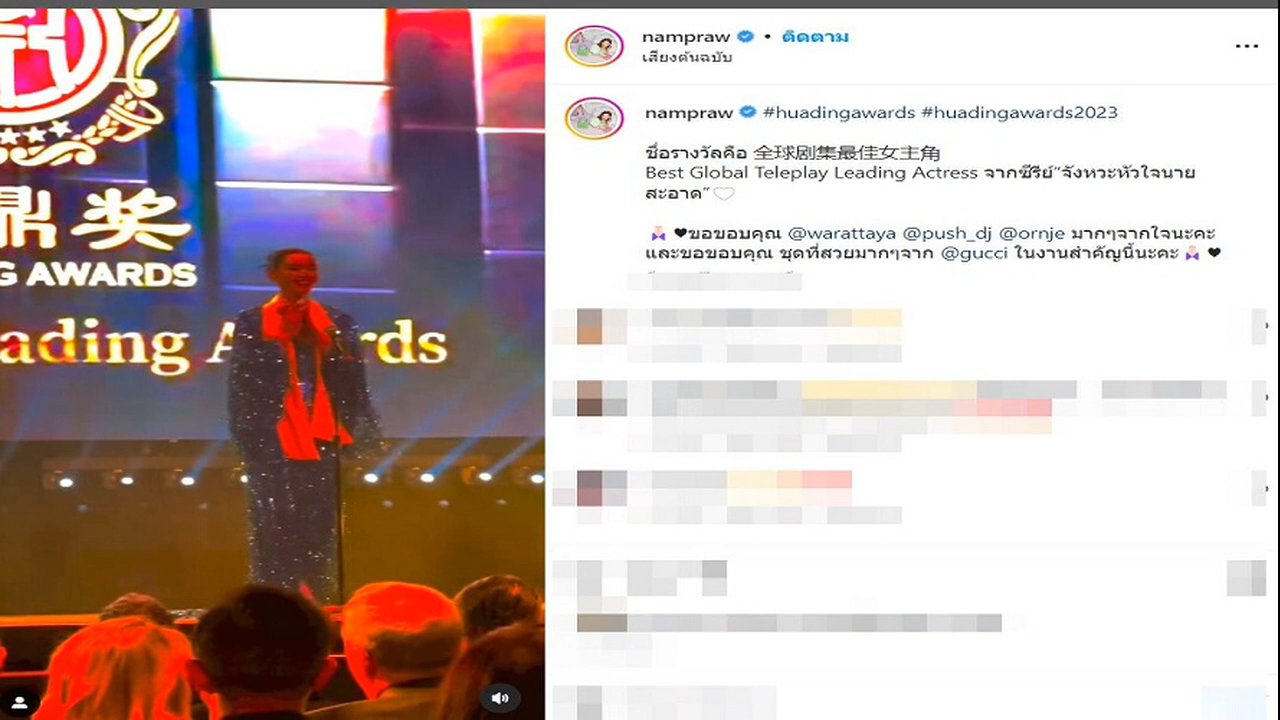 鼎奖
G AWARDS
ading A rds
nampraw • ติดตาม
เสียงต้นฉบับ
nampraw #huadingawards #huadingawards2023
ชื่อรางวัลคือ 全球剧集最佳女主角
Best Global Teleplay Leading Actress จากซีรีย์“จังหวะหัวใจนาย
สะอาด”🤍
❤ขอขอบคุณ @warattaya @push_dj @ornje มากๆจากใจนะคะ
และขอขอบคุณ ชุดที่สวยมากๆจาก @gucci ในงานสำคัญนี้นะคะ ❤